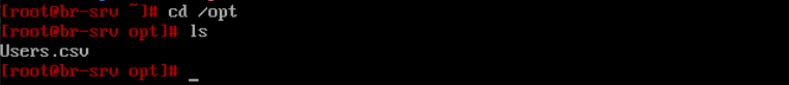 [root@br-srv ~]# cd /opt
[root@br-srv opt]# ls
Users.csv
[root@br-srv opt]# _